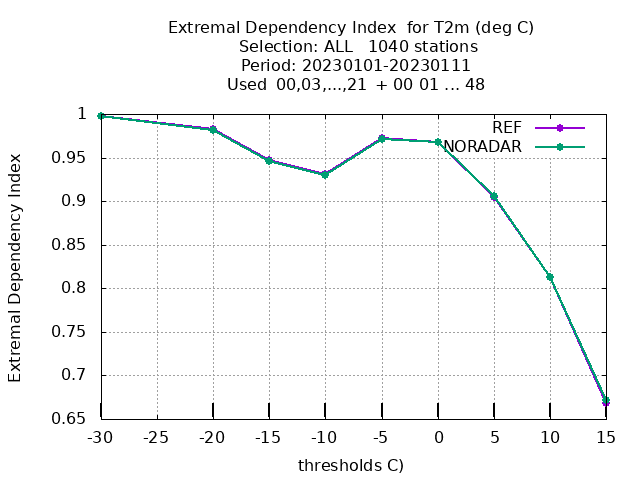 Extremal Dependency Index  for T2m (deg C)
Selection: ALL   1040 stations
Period: 20230101-20230111
Used  00,03,...,21  + 00 01 ... 48
REF
NORADAR
Extremal Dependency Index
1
0.95
0.9
0.85
0.8
0.75
0.7
0.65
-30 -25 -20 -15 -10 -5 0 5 10 15
thresholds C)